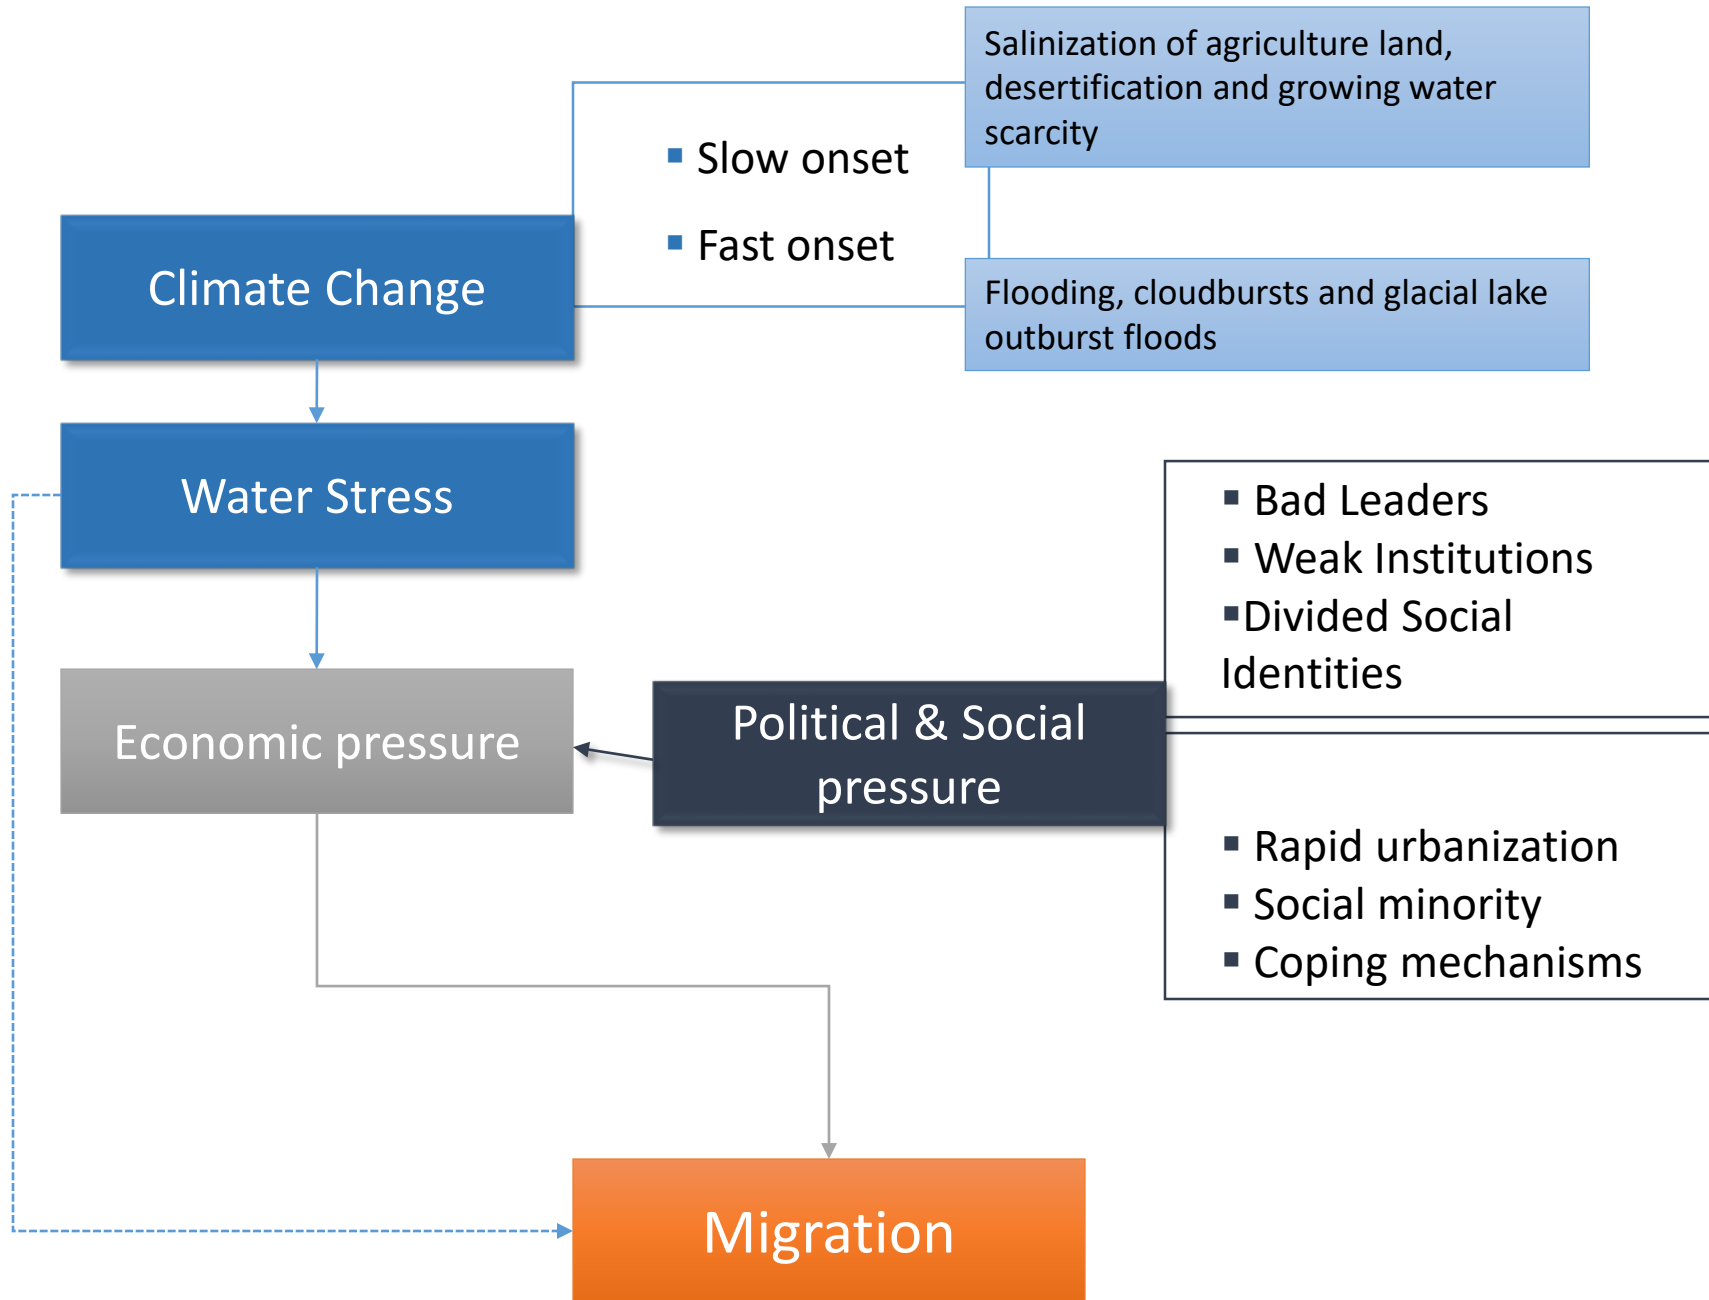 Salinization of agriculture land,
desertification and growing water
scarcity
▪ Slow onset
▪ Fast onset
Climate Change
Flooding, cloudbursts and glacial lake
outburst floods
Water Stress
▪ Bad Leaders
▪ Weak Institutions
▪Divided Social
Identities
Economic pressure
Political & Social
pressure
▪ Rapid urbanization
▪ Social minority
▪ Coping mechanisms
Migration